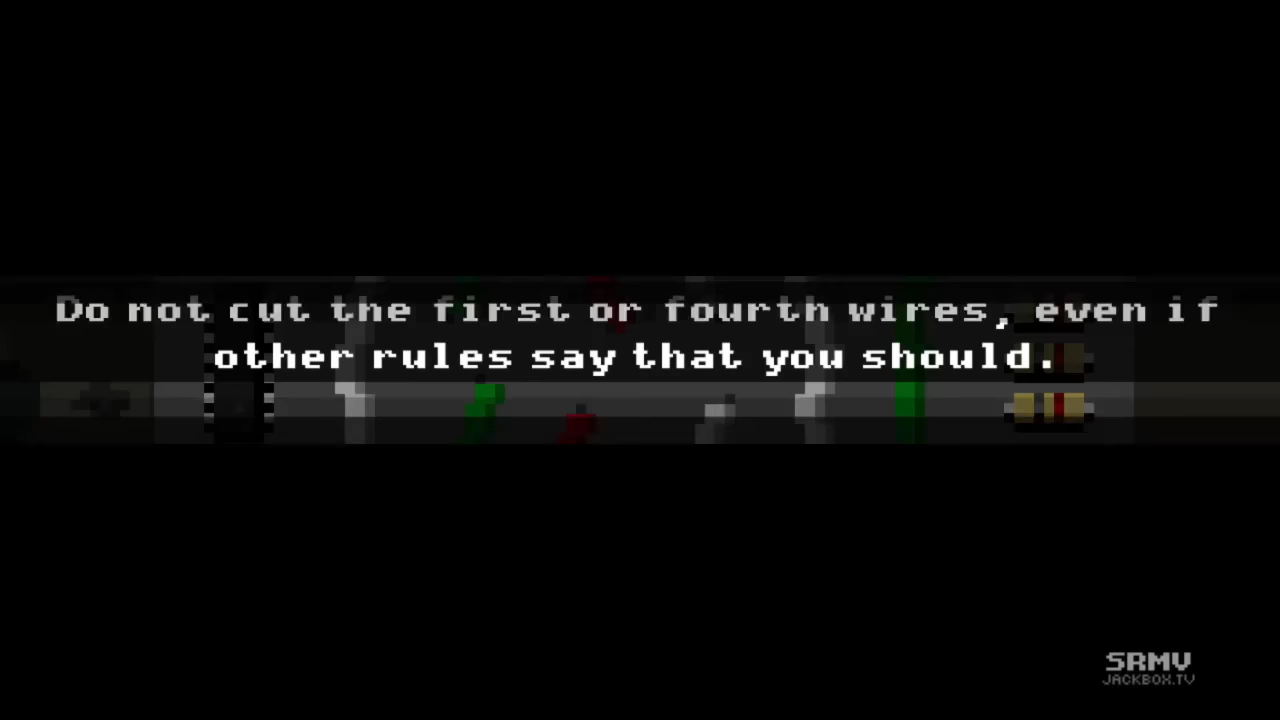 Do not cut the first or fourth wires, even if
other rules say that you should.
SRMV
JACKBOX.TV